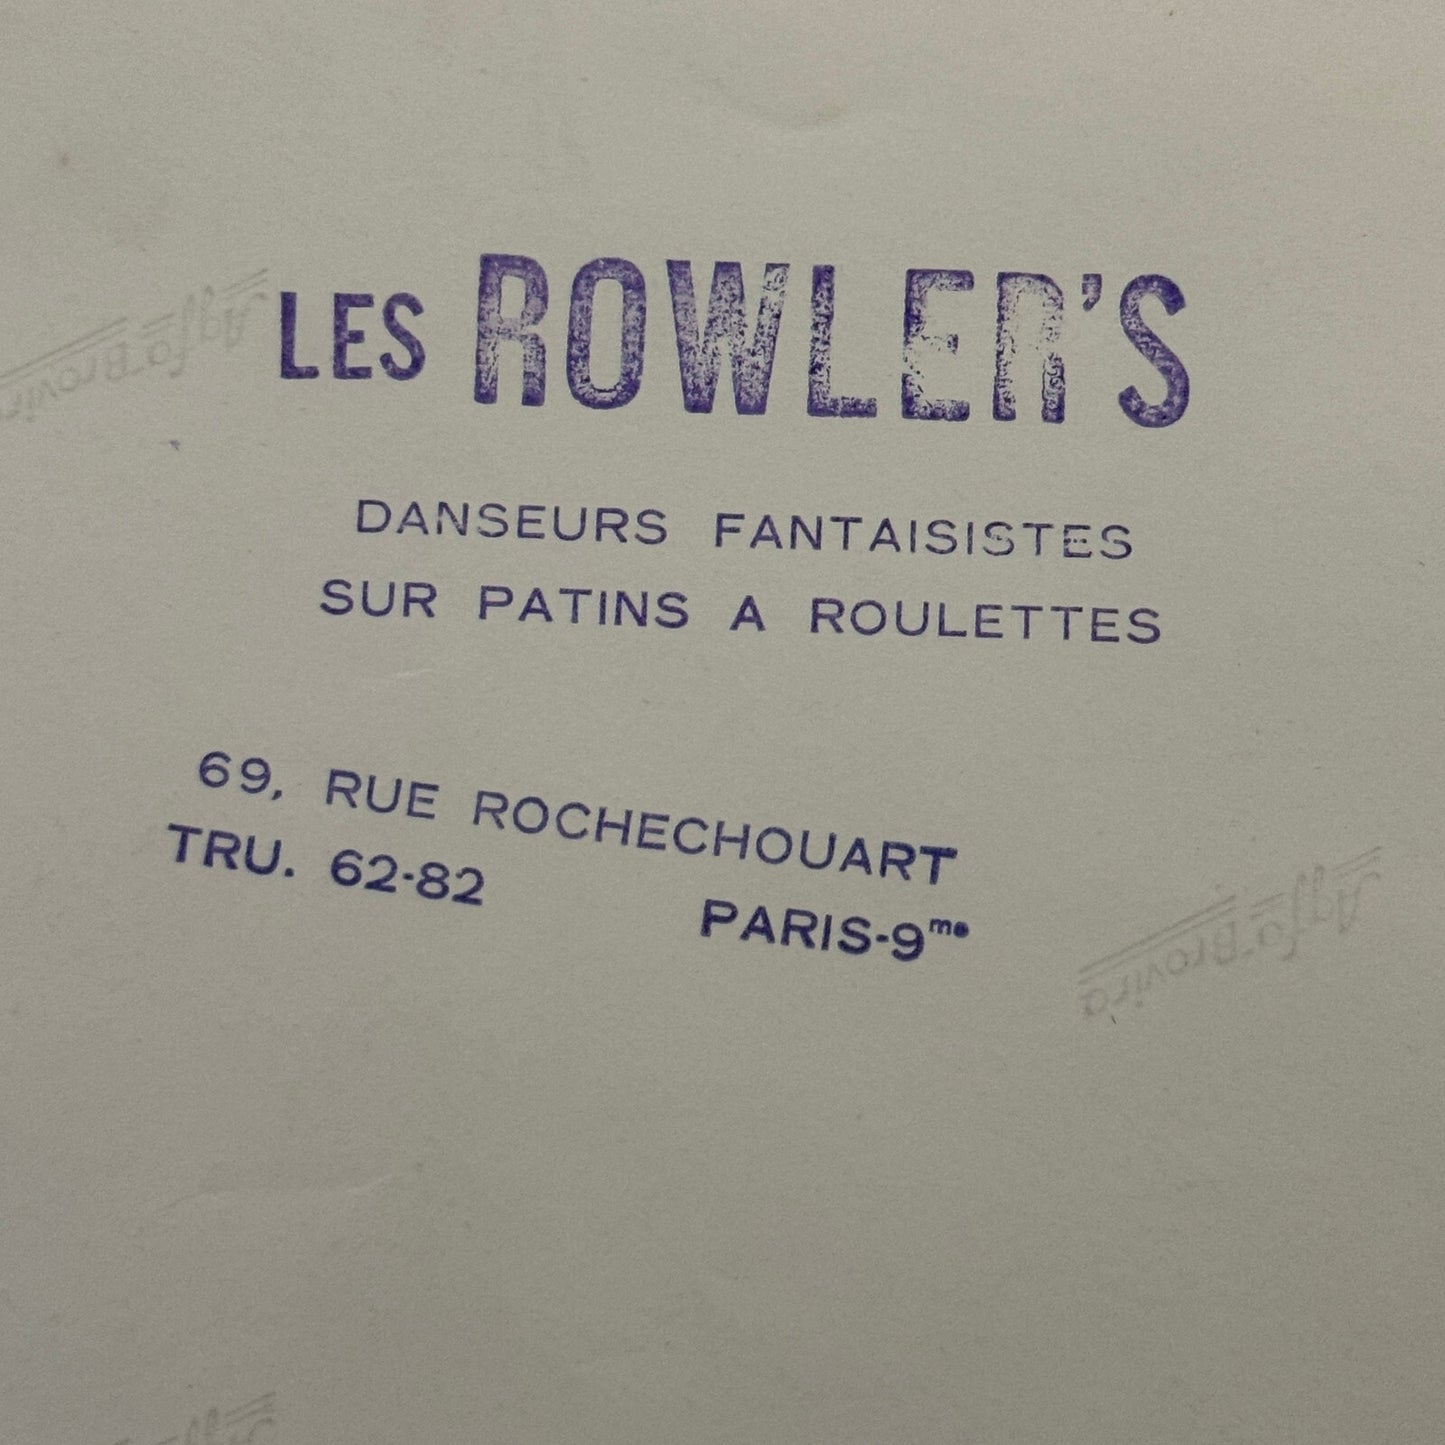 LES ROWLER'S
DANSEURS FANTAISISTES
SUR PATINS A ROULETTES
69, RUE ROCHECHOUART
TRU. 62-82 PARIS-9me
Agfa-Brovira
Agfa-Brovira